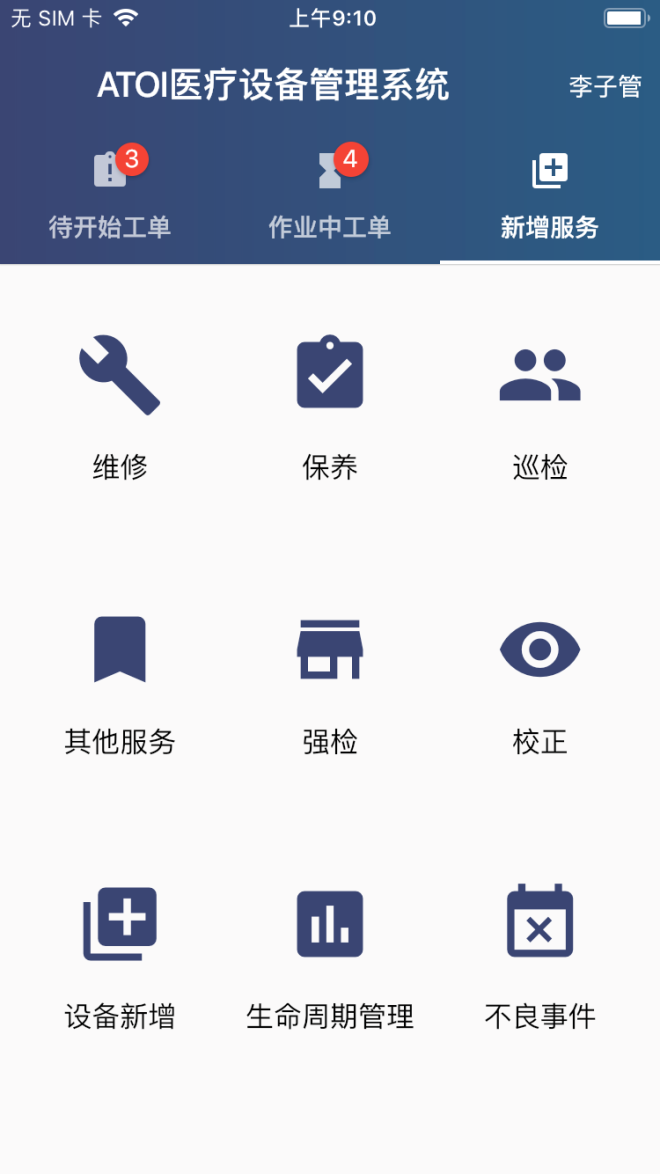 无 SIM 卡 上午9:10
ATOI医疗设备管理系统 李子管
3 4
待开始工单 作业中工单 新增服务
维修 保养 巡检
其他服务 强检 校正
设备新增 生命周期管理 不良事件